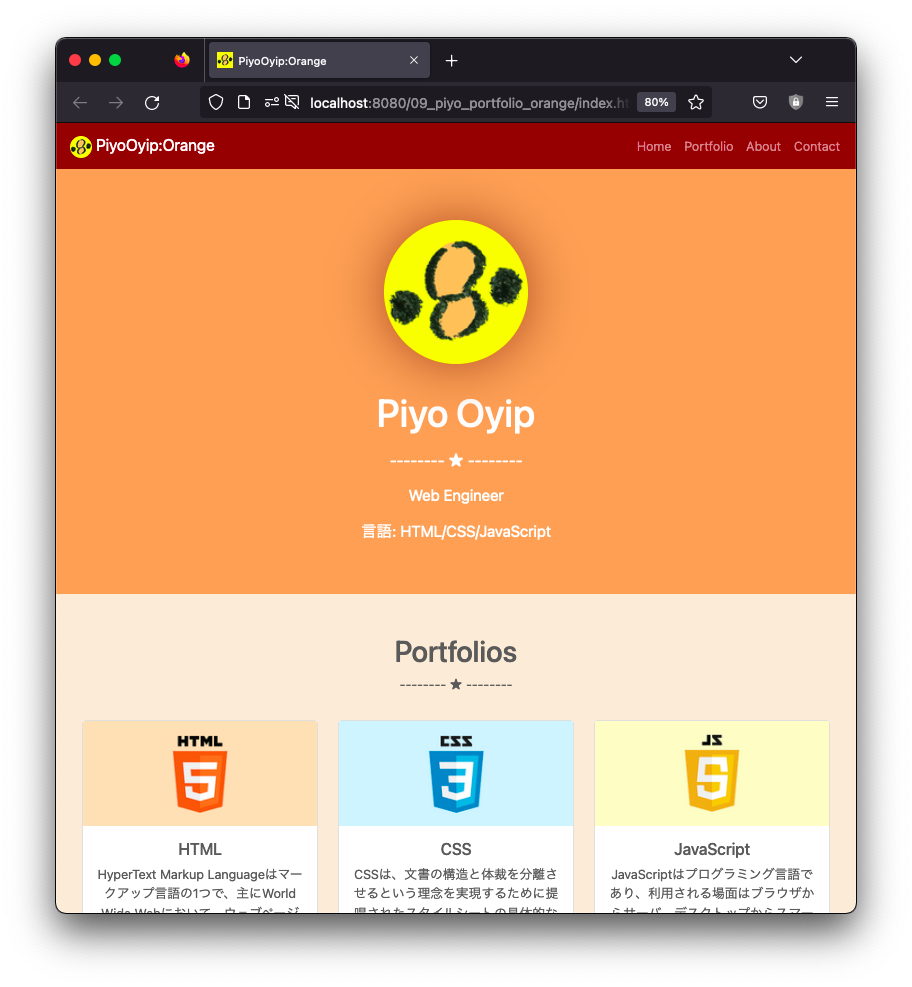 PiyoOyip:Orange
localhost:8080/09_piyo_portfolio_orange/index.ht
80%
PiyoOyip:Orange
Home Portfolio About Contact
Piyo Oyip
-------- ★ --------
Web Engineer
言語: HTML/CSS/JavaScript
Portfolios
-------- ★ --------
HTML
5
CSS
3
JS
5
HTML
HyperText Markup Languageはマー
クアップ言語の1つで、主にWorld
Wide Webにおいて、ウェブページ
CSS
CSSは、文書の構造と体裁を分離さ
せるという理念を実現するために提
唱されたスタイルシートの具体的な
JavaScript
JavaScriptはプログラミング言語で
あり、利用される場面はブラウザか
らサーバ、デスクトップからスマー